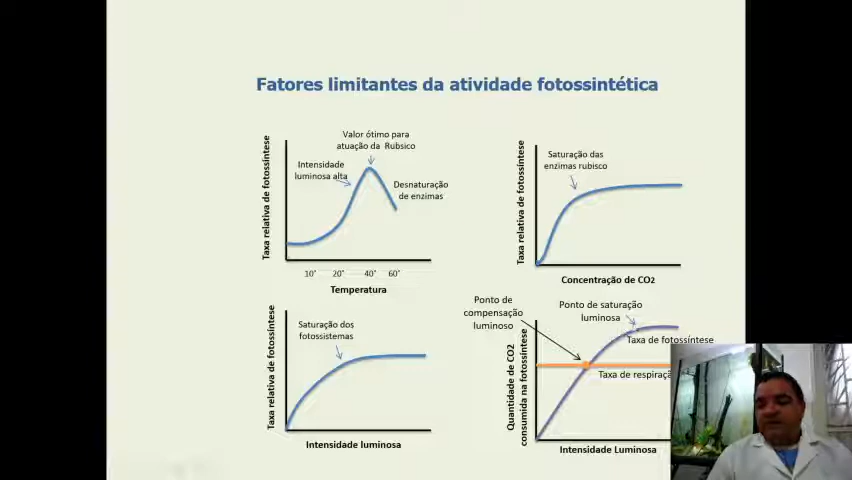 Fatores limitantes da atividade fotossintética
Taxa relativa de fotossíntese
Valor ótimo para
atuação da Rubsico
Intensidade
luminosa alta
Desnaturação
de enzimas
10˚ 20˚ 40˚ 60˚
Temperatura
Taxa relativa de fotossíntese
Saturação das
enzimas rubisco
Concentração de CO2
Taxa relativa de fotossíntese
Saturação dos
fotossistemas
Intensidade luminosa
Ponto de
compensação
luminoso
Ponto de saturação
luminosa
Quantidade de CO2
consumida na fotossíntese
Taxa de fotossíntese
Taxa de respiraç
Intensidade Luminosa